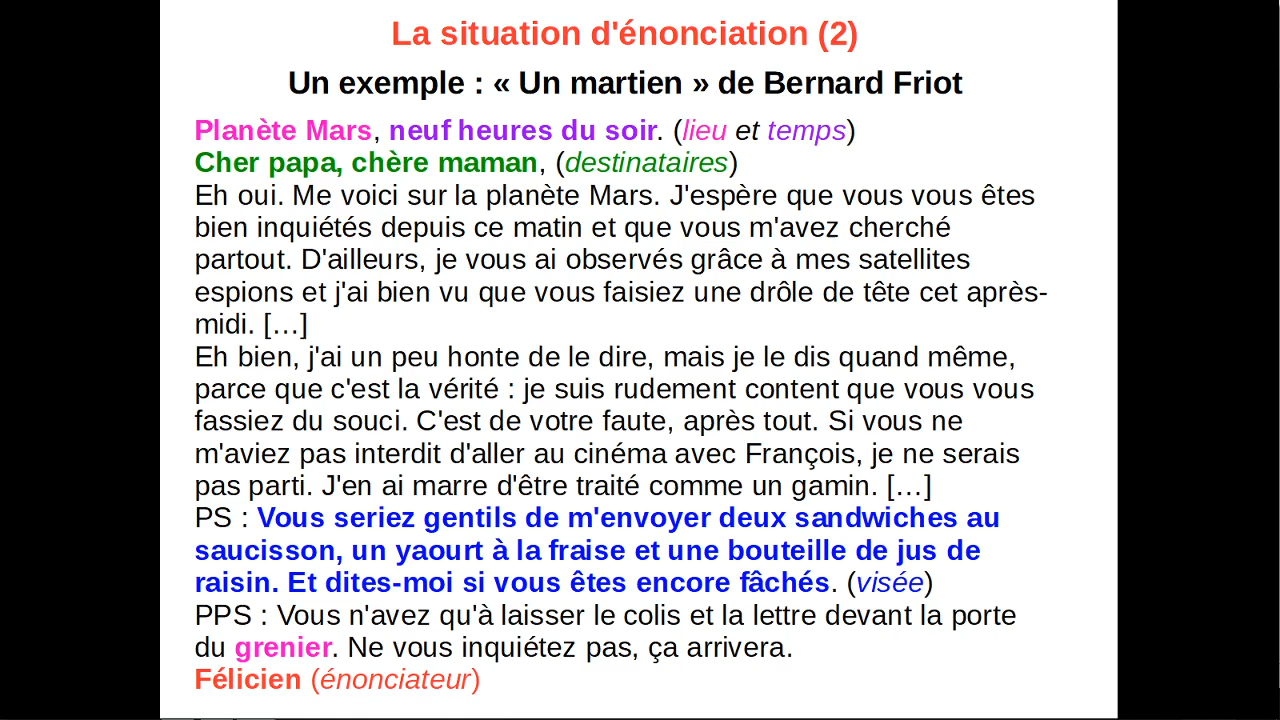 La situation d'énonciation (2)
Un exemple : « Un martien » de Bernard Friot
Planète Mars, neuf heures du soir. (lieu et temps)
Cher papa, chère maman, (destinataires)
Eh oui. Me voici sur la planète Mars. J'espère que vous vous êtes
bien inquiétés depuis ce matin et que vous m'avez cherché
partout. D'ailleurs, je vous ai observés grâce à mes satellites
espions et j'ai bien vu que vous faisiez une drôle de tête cet après-
midi. […]
Eh bien, j'ai un peu honte de le dire, mais je le dis quand même,
parce que c'est la vérité : je suis rudement content que vous vous
fassiez du souci. C'est de votre faute, après tout. Si vous ne
m'aviez pas interdit d'aller au cinéma avec François, je ne serais
pas parti. J'en ai marre d'être traité comme un gamin. […]
PS : Vous seriez gentils de m'envoyer deux sandwiches au
saucisson, un yaourt à la fraise et une bouteille de jus de
raisin. Et dites-moi si vous êtes encore fâchés. (visée)
PPS : Vous n'avez qu'à laisser le colis et la lettre devant la porte
du grenier. Ne vous inquiétez pas, ça arrivera.
Félicien (énonciateur)